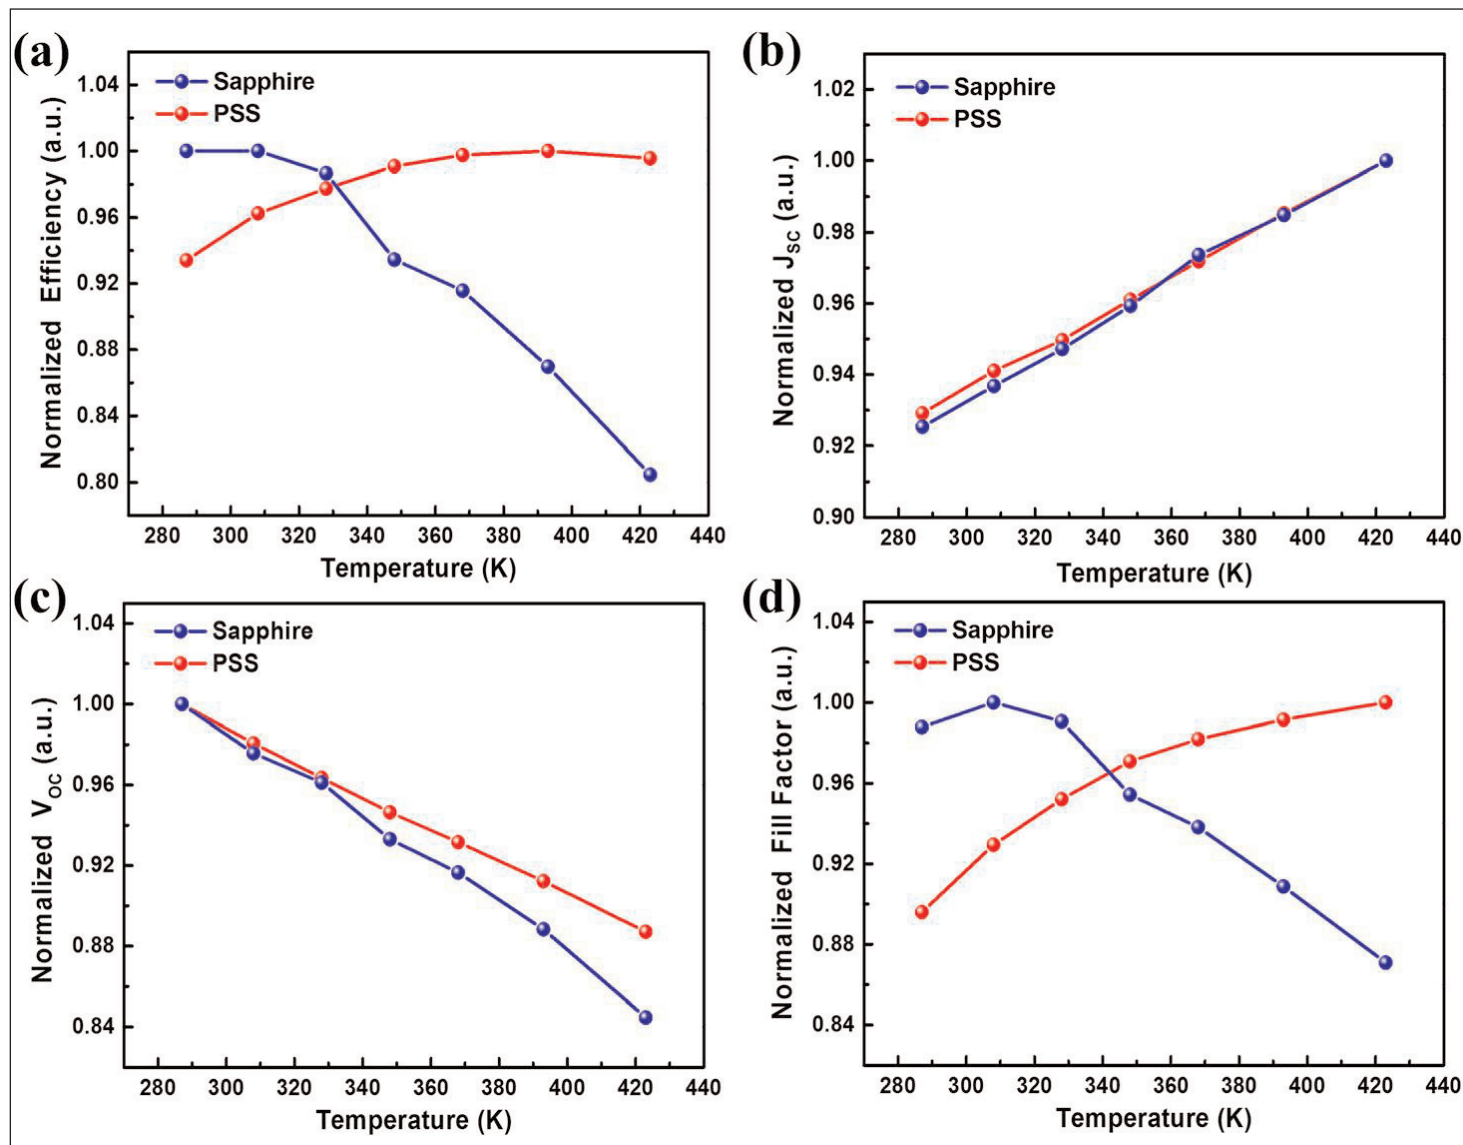 (a)
Sapphire
PSS
Normalized Efficiency (a.u.)
1.04
1.00
0.96
0.92
0.88
0.84
0.80
280 300 320 340 360 380 400 420 440
Temperature (K)
(b)
Sapphire
PSS
Normalized J_SC (a.u.)
1.02
1.00
0.98
0.96
0.94
0.92
0.90
280 300 320 340 360 380 400 420 440
Temperature (K)
(c)
Sapphire
PSS
Normalized V_OC (a.u.)
1.04
1.00
0.96
0.92
0.88
0.84
280 300 320 340 360 380 400 420 440
Temperature (K)
(d)
Sapphire
PSS
Normalized Fill Factor (a.u.)
1.04
1.00
0.96
0.92
0.88
0.84
280 300 320 340 360 380 400 420 440
Temperature (K)